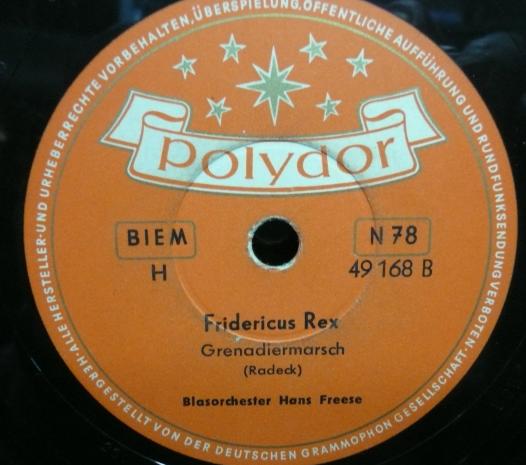 ALLE HERSTELLER- UND URHEBERRECHTE VORBEHALTEN, ÜBERSPIELUNG, ÖFFENTLICHE AUFFÜHRUNG UND RUNDFUNKSENDUNG VERBOTEN·
polydor
BIEM
N 78
H
49 168 B
Fridericus Rex
Grenadiermarsch
(Radeck)
Blasorchester Hans Freese
HERGESTELLT VON DER DEUTSCHEN GRAMMOPHON GESELLSCHAFT·